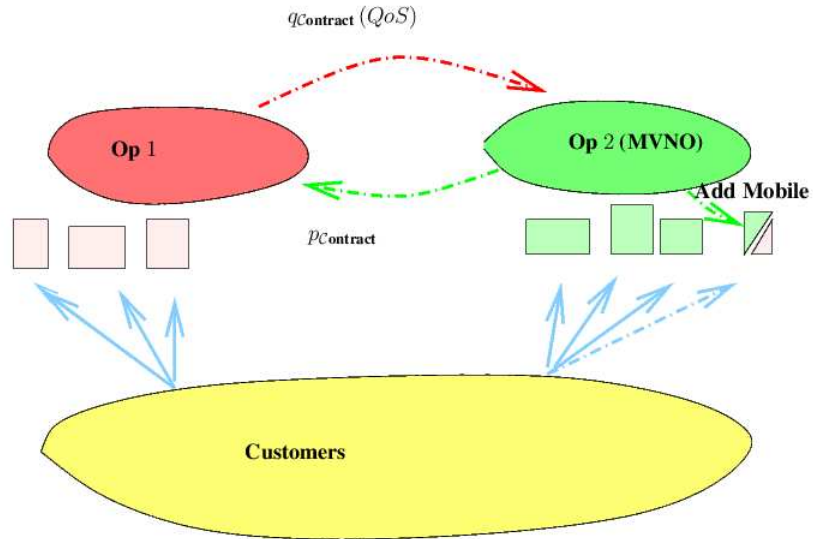 q_Contract (QoS)
Op 1
Op 2 (MVNO)
Add Mobile
p_Contract
Customers